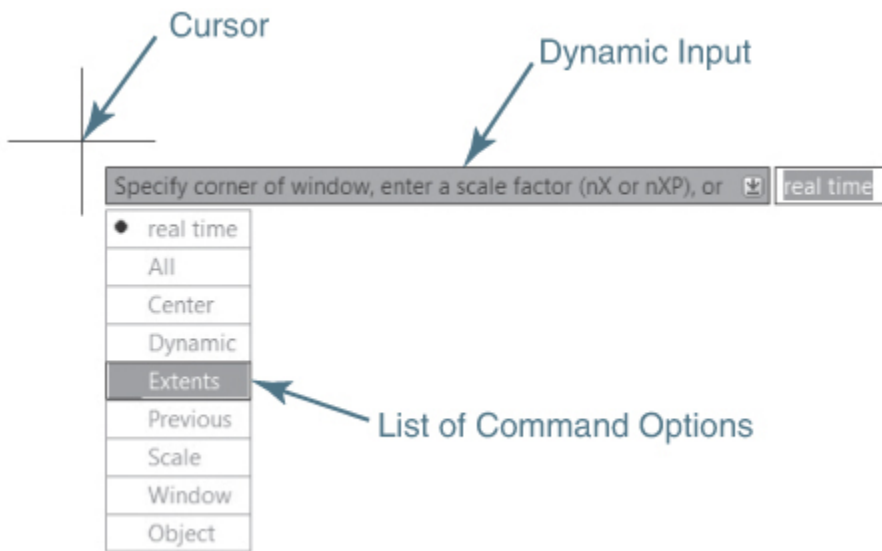 Cursor
Dynamic Input
Specify corner of window, enter a scale factor (nX or nXP), or real time
real time
All
Center
Dynamic
Extents
Previous
List of Command Options
Scale
Window
Object